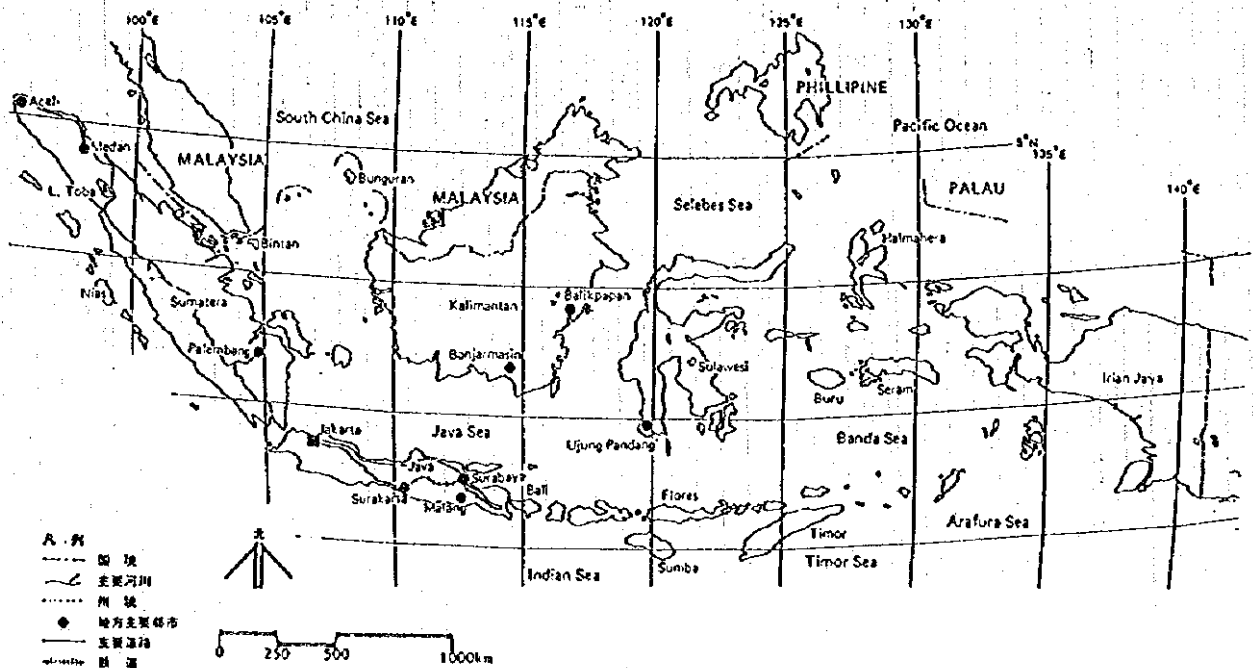 100°E
105°E
110°E
115°E
120°E
125°E
130°E
PHILLIPINE
Aceh
South China Sea
Pacific Ocean
5°N
135°E
Medan
MALAYSIA
Bunguran
MALAYSIA
Selebes Sea
PALAU
140°E
L. Toba
Bintan
Halmahera
Nias
Sumatera
Kalimantan
Balikpapan
Palembang
Banjarmasin
Sulawesi
Buru
Seram
Irian Jaya
Jakarta
Java Sea
Ujung Pandang
Banda Sea
Java
Surabaya
Surakarta
Malang
Bali
Flores
Arafura Sea
Timor
Timor Sea
Indian Sea
Sumba
北
凡 例
国 境
主要河川
州 境
地方主要都市
主要道路
鉄 道
0 250 500 1000km